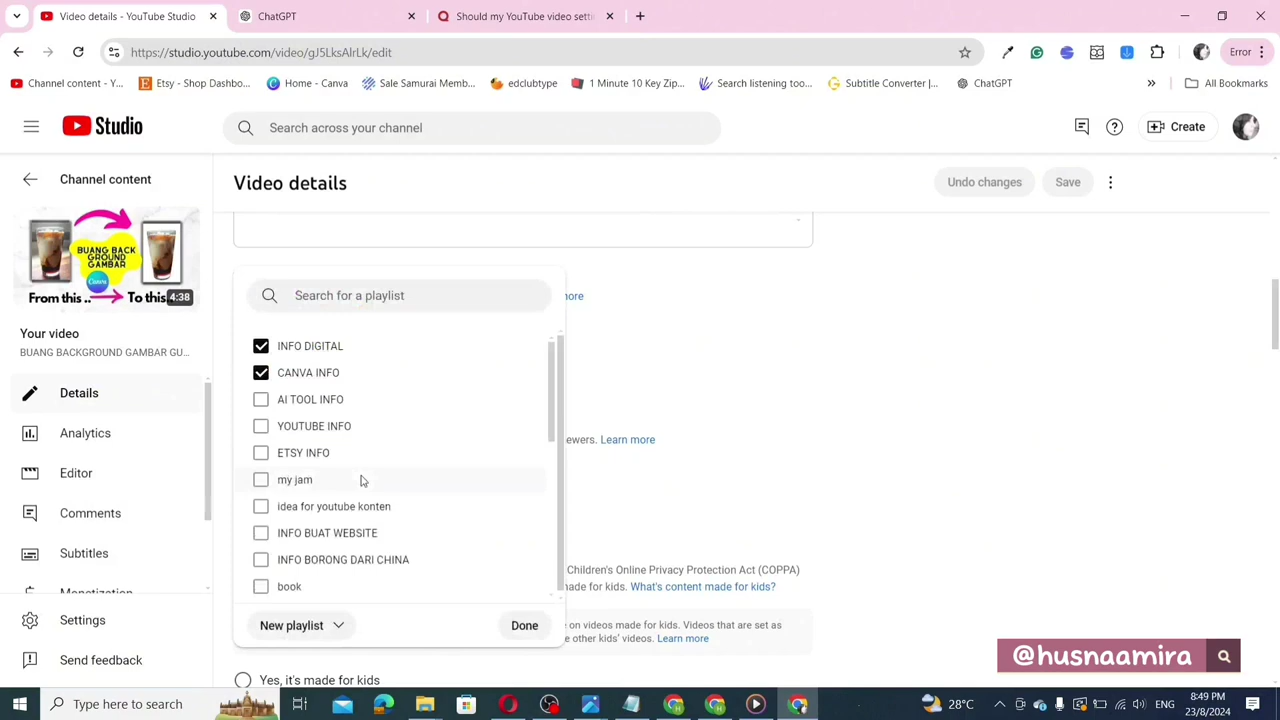 Video details - YouTube Studio
ChatGPT
Should my YouTube video setti
https://studio.youtube.com/video/gJ5LksAIrLk/edit
Error
Channel content - Y...
Etsy - Shop Dashbo...
Home - Canva
Sale Samurai Memb...
edclubtype
1 Minute 10 Key Zip...
Search listening too...
Subtitle Converter |...
ChatGPT
All Bookmarks
Studio
Search across your channel
Create
Channel content
Video details
Undo changes
Save
BUANG BACK
GROUND
GAMBAR
Canva
From this ..
To this
4:38
Your video
BUANG BACKGROUND GAMBAR GU...
Details
Analytics
Editor
Comments
Subtitles
Monetization
Settings
Send feedback
Search for a playlist
more
INFO DIGITAL
CANVA INFO
AI TOOL INFO
YOUTUBE INFO
ETSY INFO
my jam
idea for youtube konten
INFO BUAT WEBSITE
INFO BORONG DARI CHINA
book
New playlist
Done
ewers. Learn more
Children's Online Privacy Protection Act (COPPA)
made for kids. What's content made for kids?
e on videos made for kids. Videos that are set as
e other kids' videos. Learn more
Yes, it's made for kids
@husnaamira
Type here to search
28°C
8:49 PM
23/8/2024